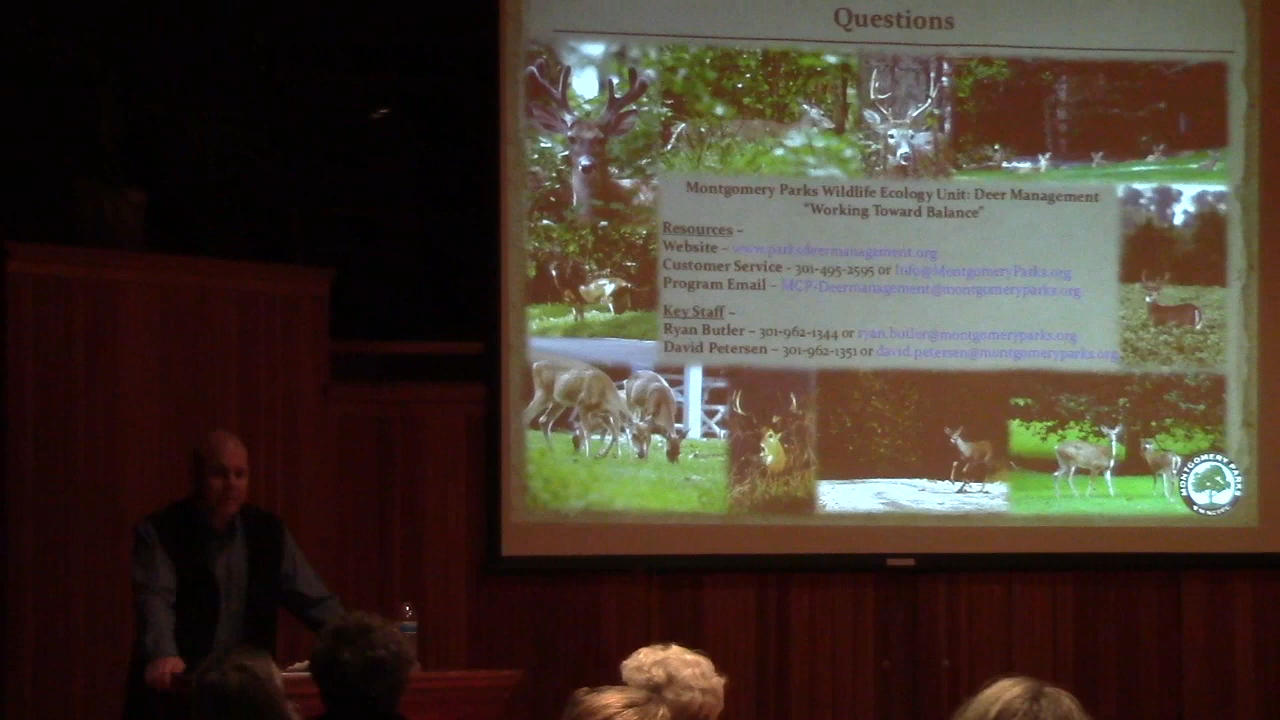 Questions
Montgomery Parks Wildlife Ecology Unit: Deer Management
"Working Toward Balance"
Resources –
Website – www.parksdeermanagement.org
Customer Service - 301-495-2595 or Info@MontgomeryParks.org
Program Email – MCP-Deermanagement@montgomeryparks.org
Key Staff –
Ryan Butler – 301-962-1344 or ryan.butler@montgomeryparks.org
David Petersen – 301-962-1351 or david.petersen@montgomeryparks.org
MONTGOMERY PARKS